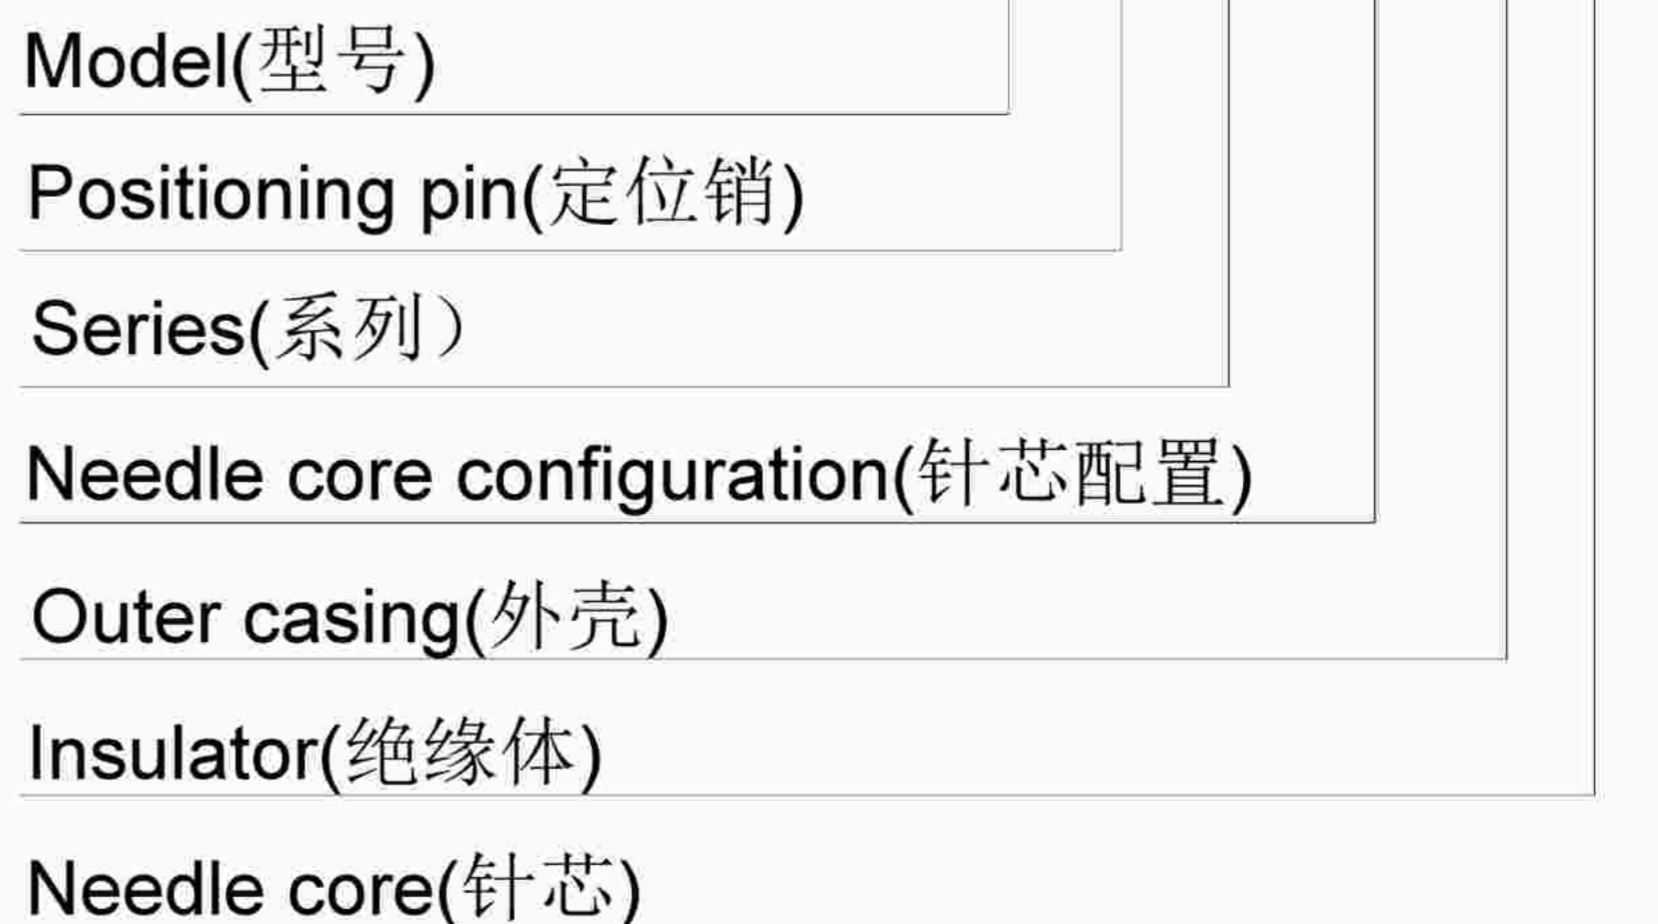 Model(型号)
Positioning pin(定位销)
Series(系列）
Needle core configuration(针芯配置)
Outer casing(外壳)
Insulator(绝缘体)
Needle core(针芯)